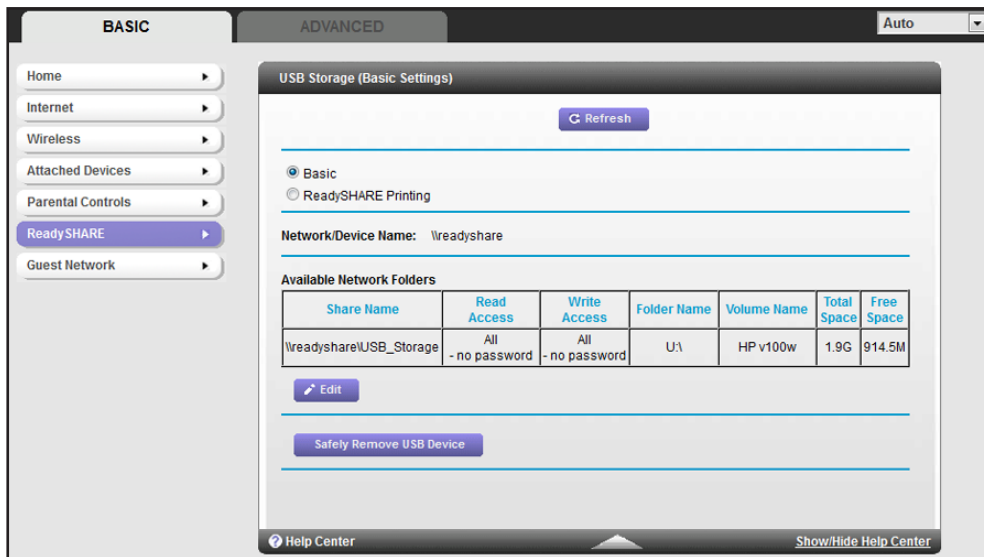 BASIC
ADVANCED
Auto
Home
Internet
Wireless
Attached Devices
Parental Controls
ReadySHARE
Guest Network
USB Storage (Basic Settings)
Refresh
Basic
ReadySHARE Printing
Network/Device Name: \\readyshare
Available Network Folders
Share Name Read Access Write Access Folder Name Volume Name Total Space Free Space
\\readyshare\USB_Storage All - no password All - no password U:\ HP v100w 1.9G 914.5M
Edit
Safely Remove USB Device
Help Center Show/Hide Help Center